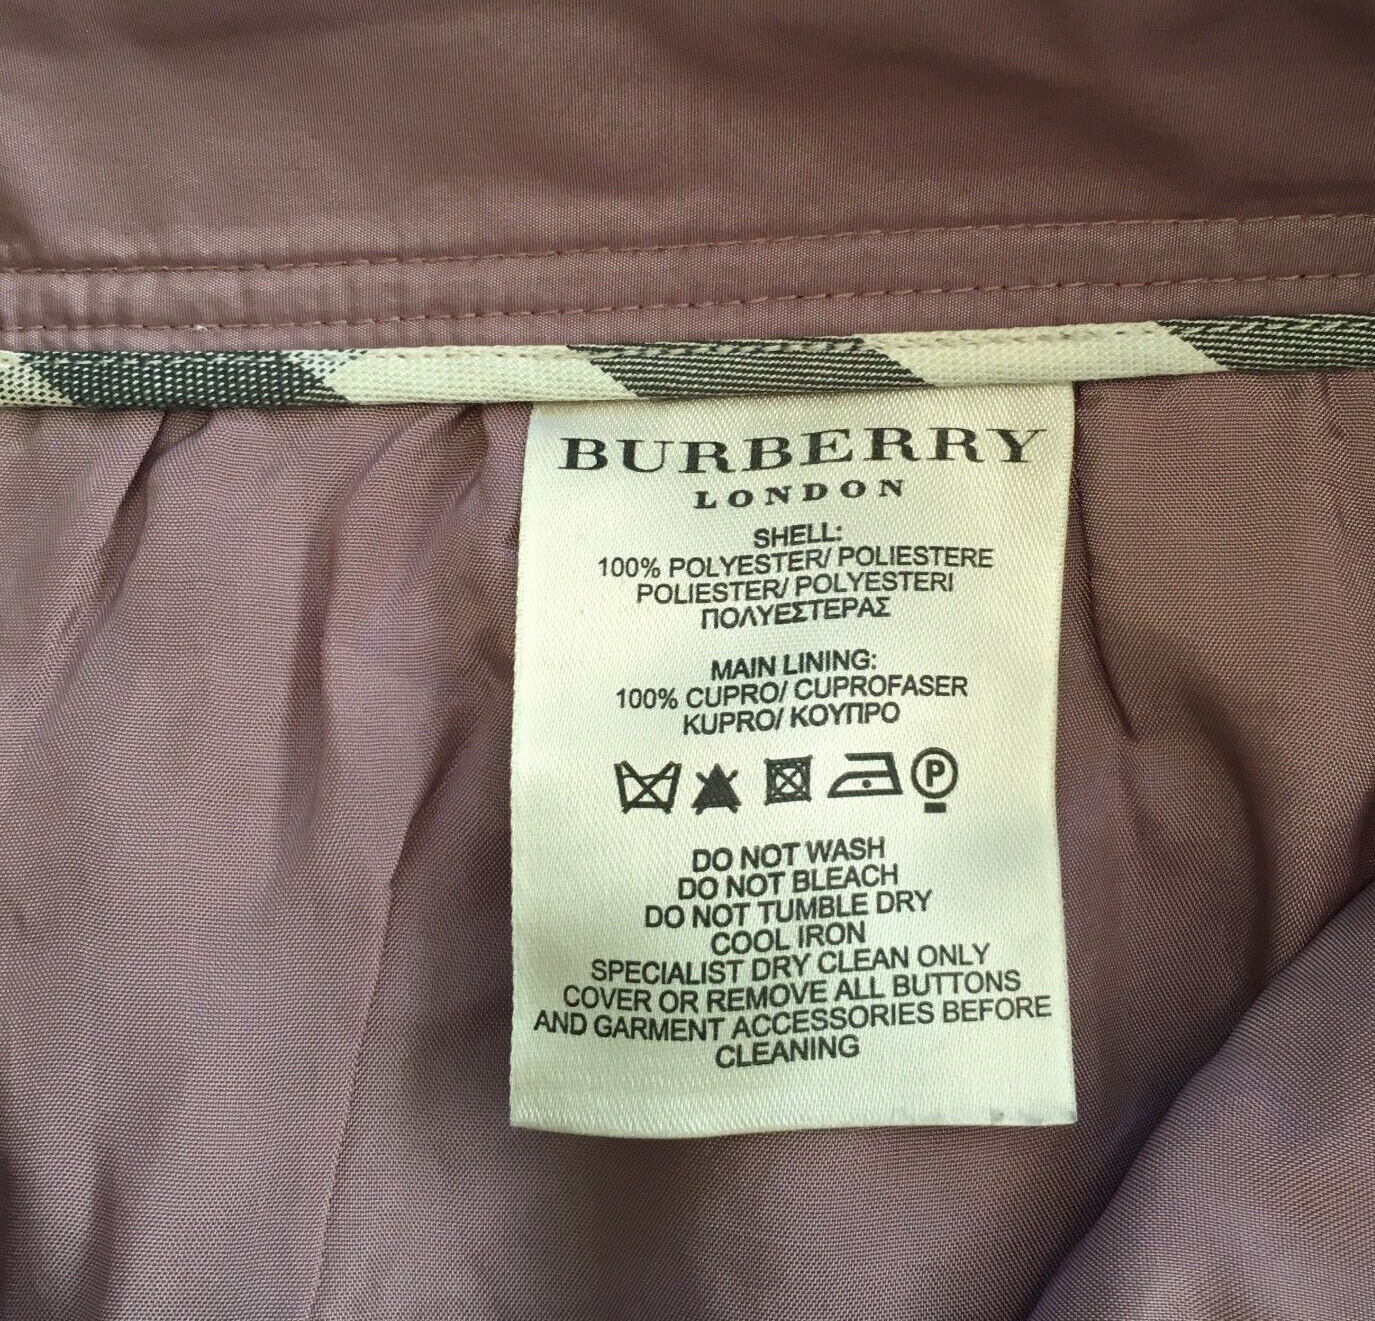 BURBERRY
LONDON
SHELL:
100% POLYESTER/ POLIESTERE
POLIESTER/ POLYESTERI
ΠΟΛΥΕΣΤΕΡΑΣ
MAIN LINING:
100% CUPRO/ CUPROFASER
KUPRO/ ΚΟΥΠΡΟ
P
DO NOT WASH
DO NOT BLEACH
DO NOT TUMBLE DRY
COOL IRON
SPECIALIST DRY CLEAN ONLY
COVER OR REMOVE ALL BUTTONS
AND GARMENT ACCESSORIES BEFORE
CLEANING